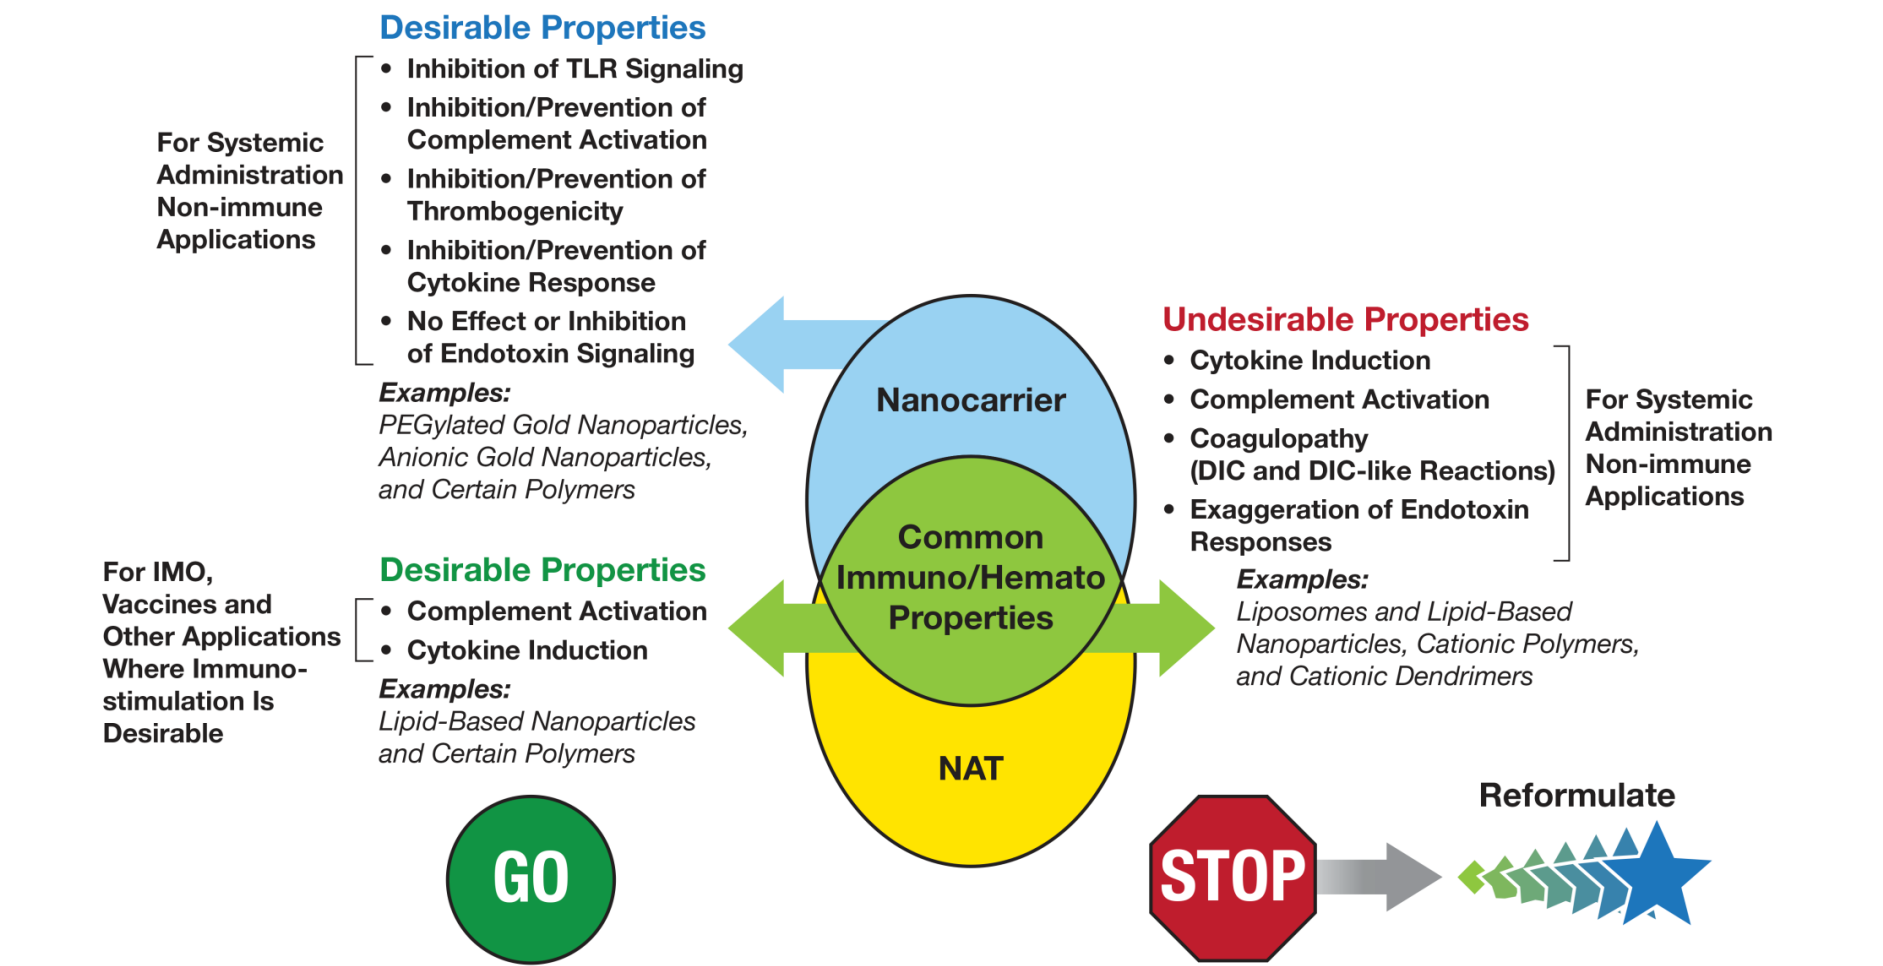 Desirable Properties
For Systemic
Administration
Non-immune
Applications
• Inhibition of TLR Signaling
• Inhibition/Prevention of
Complement Activation
• Inhibition/Prevention of
Thrombogenicity
• Inhibition/Prevention of
Cytokine Response
• No Effect or Inhibition
of Endotoxin Signaling
Examples:
PEGylated Gold Nanoparticles,
Anionic Gold Nanoparticles,
and Certain Polymers
For IMO,
Vaccines and
Other Applications
Where Immuno-
stimulation Is
Desirable
Desirable Properties
• Complement Activation
• Cytokine Induction
Examples:
Lipid-Based Nanoparticles
and Certain Polymers
GO
Nanocarrier
Common
Immuno/Hemato
Properties
NAT
Undesirable Properties
• Cytokine Induction
• Complement Activation
• Coagulopathy
(DIC and DIC-like Reactions)
• Exaggeration of Endotoxin
Responses
For Systemic
Administration
Non-immune
Applications
Examples:
Liposomes and Lipid-Based
Nanoparticles, Cationic Polymers,
and Cationic Dendrimers
STOP
Reformulate